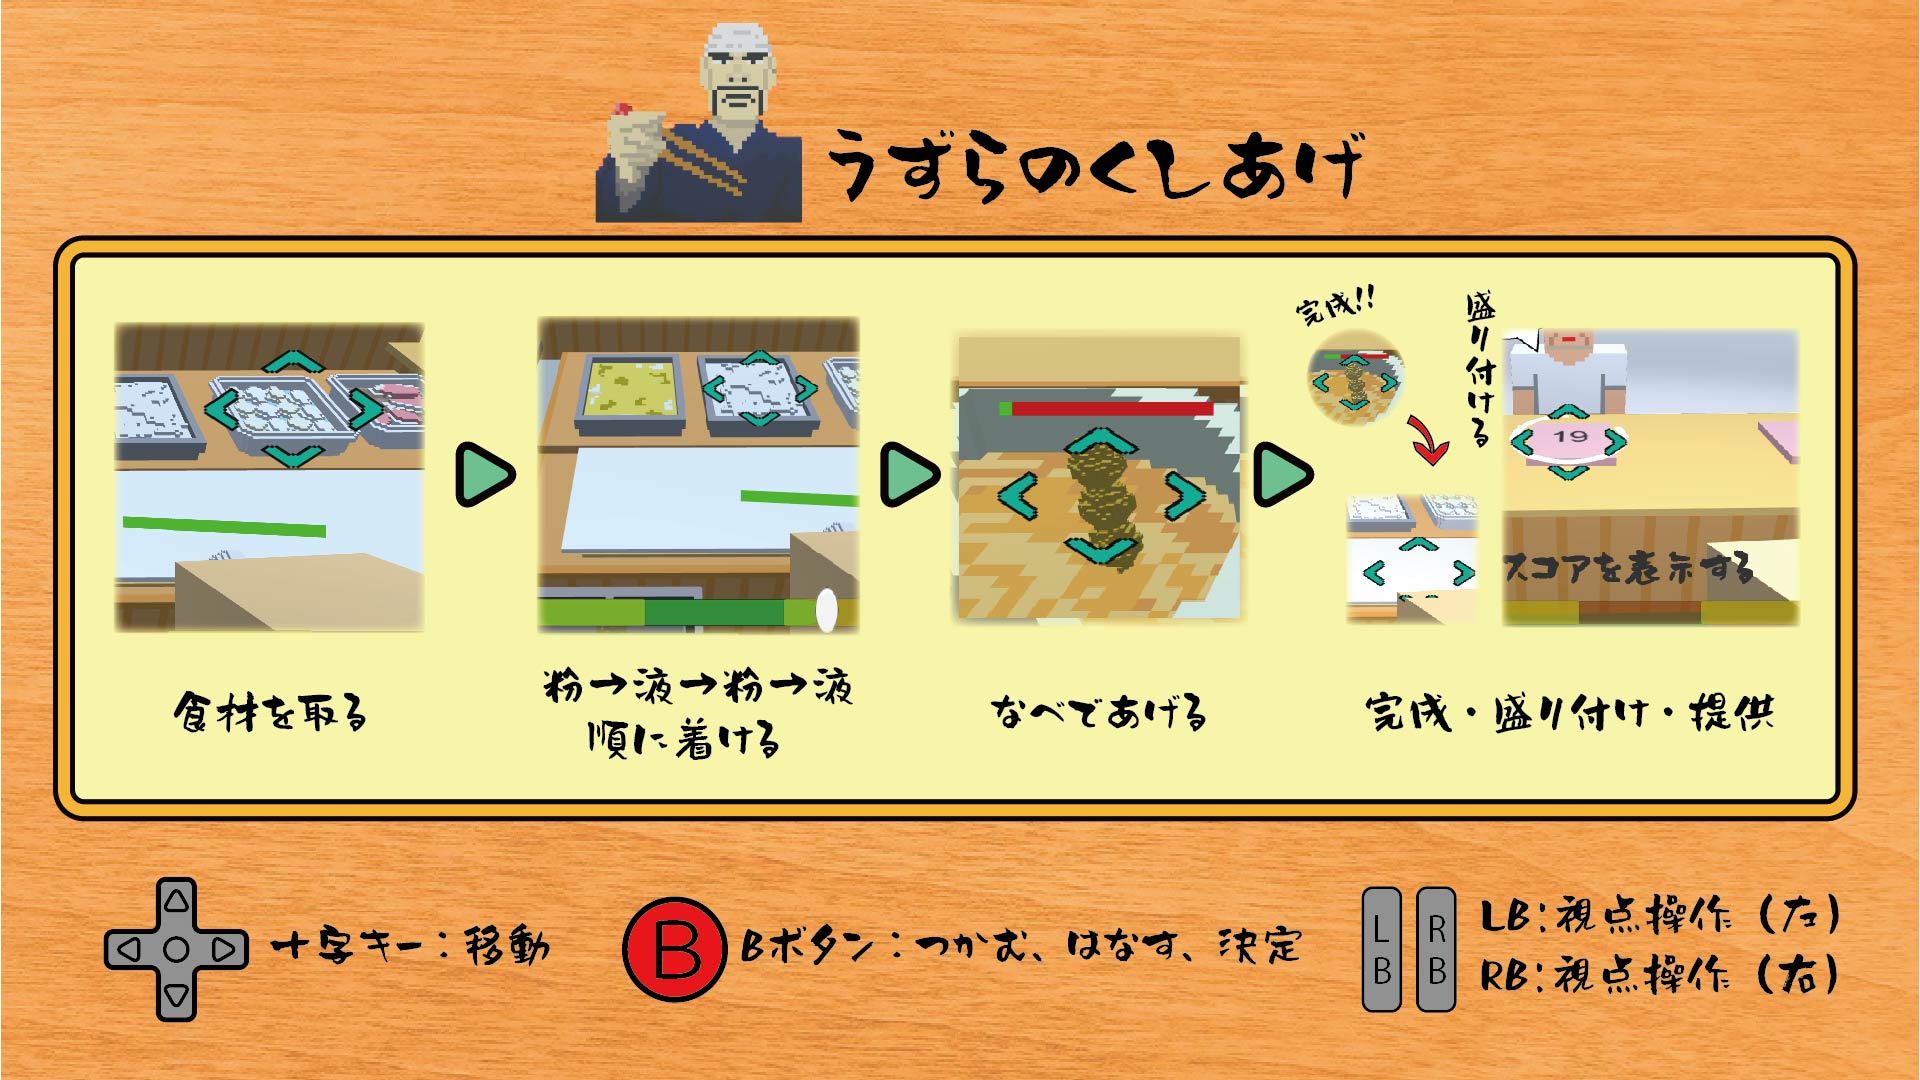 うずらのくしあげ
完成!!
盛り付ける
19
スコアを表示する
食材を取る
粉→液→粉→液
順に着ける
なべであげる
完成・盛り付け・提供
十字キー：移動
B
Bボタン：つかむ、はなす、決定
LB
RB
LB:視点操作（左）
RB:視点操作（右）